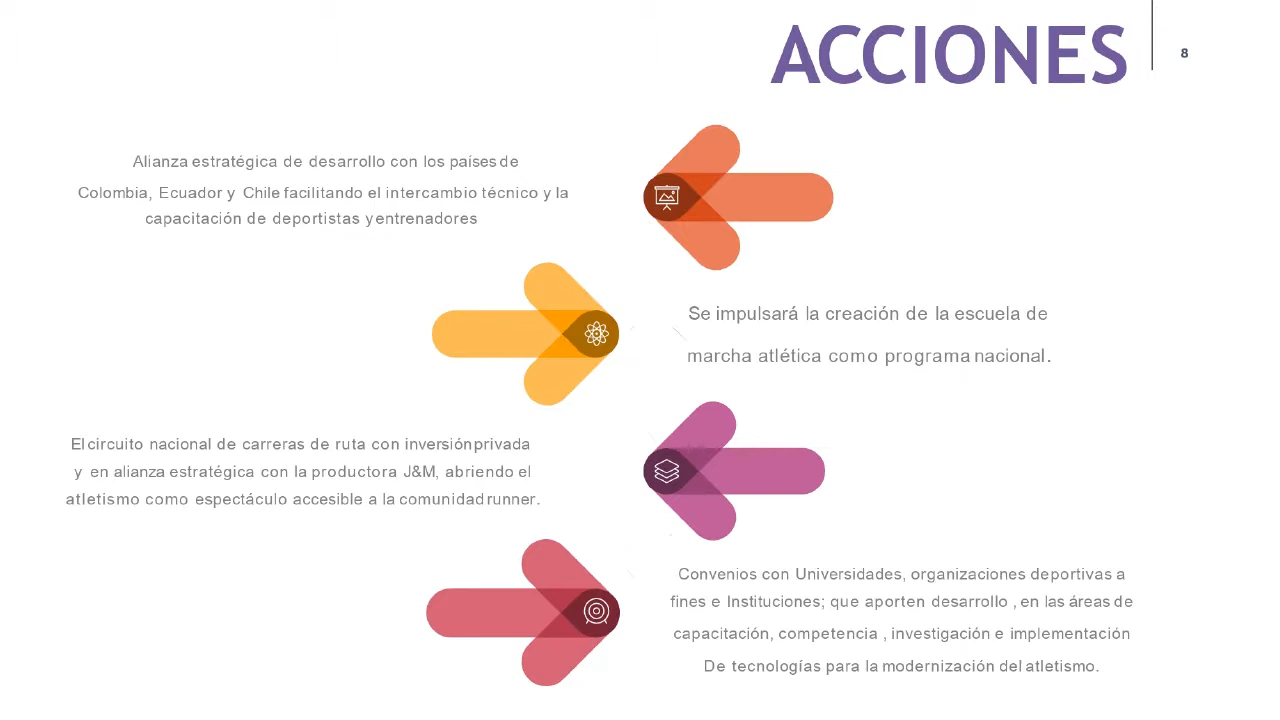 ACCIONES
8
Alianza estratégica de desarrollo con los países de
Colombia, Ecuador y Chile facilitando el intercambio técnico y la
capacitación de deportistas y entrenadores
Se impulsará la creación de la escuela de
marcha atlética como programa nacional.
El circuito nacional de carreras de ruta con inversión privada
y en alianza estratégica con la productora J&M, abriendo el
atletismo como espectáculo accesible a la comunidad runner.
Convenios con Universidades, organizaciones deportivas a
fines e Instituciones; que aporten desarrollo , en las áreas de
capacitación, competencia , investigación e implementación
De tecnologías para la modernización del atletismo.